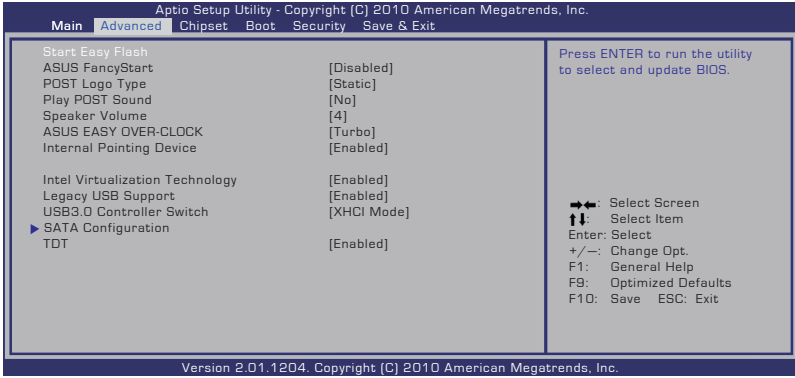 Aptio Setup Utility - Copyright (C) 2010 American Megatrends, Inc.
Main Advanced Chipset Boot Security Save & Exit
Start Easy Flash
ASUS FancyStart [Disabled]
POST Logo Type [Static]
Play POST Sound [No]
Speaker Volume [4]
ASUS EASY OVER-CLOCK [Turbo]
Internal Pointing Device [Enabled]
Intel Virtualization Technology [Enabled]
Legacy USB Support [Enabled]
USB3.0 Controller Switch [XHCI Mode]
SATA Configuration
TDT [Enabled]
Press ENTER to run the utility
to select and update BIOS.
→←: Select Screen
↑↓: Select Item
Enter: Select
+/−: Change Opt.
F1: General Help
F9: Optimized Defaults
F10: Save ESC: Exit
Version 2.01.1204. Copyright (C) 2010 American Megatrends, Inc.